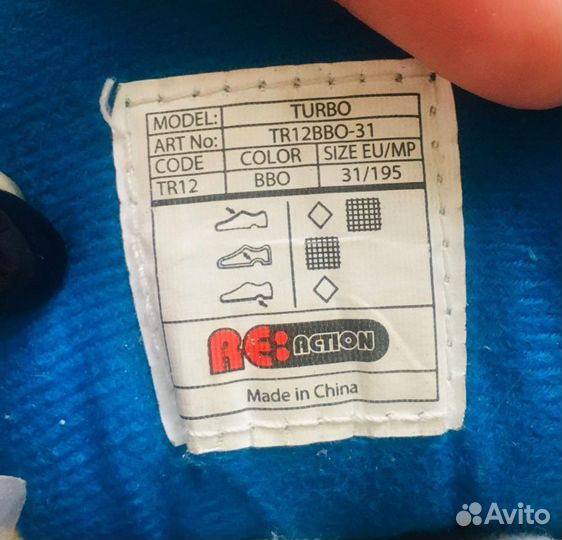 MODEL: TURBO
ART No: TR12BBO-31
CODE COLOR SIZE EU/MP
TR12 BBO 31/195
RE:ACTION
Made in China
Avito